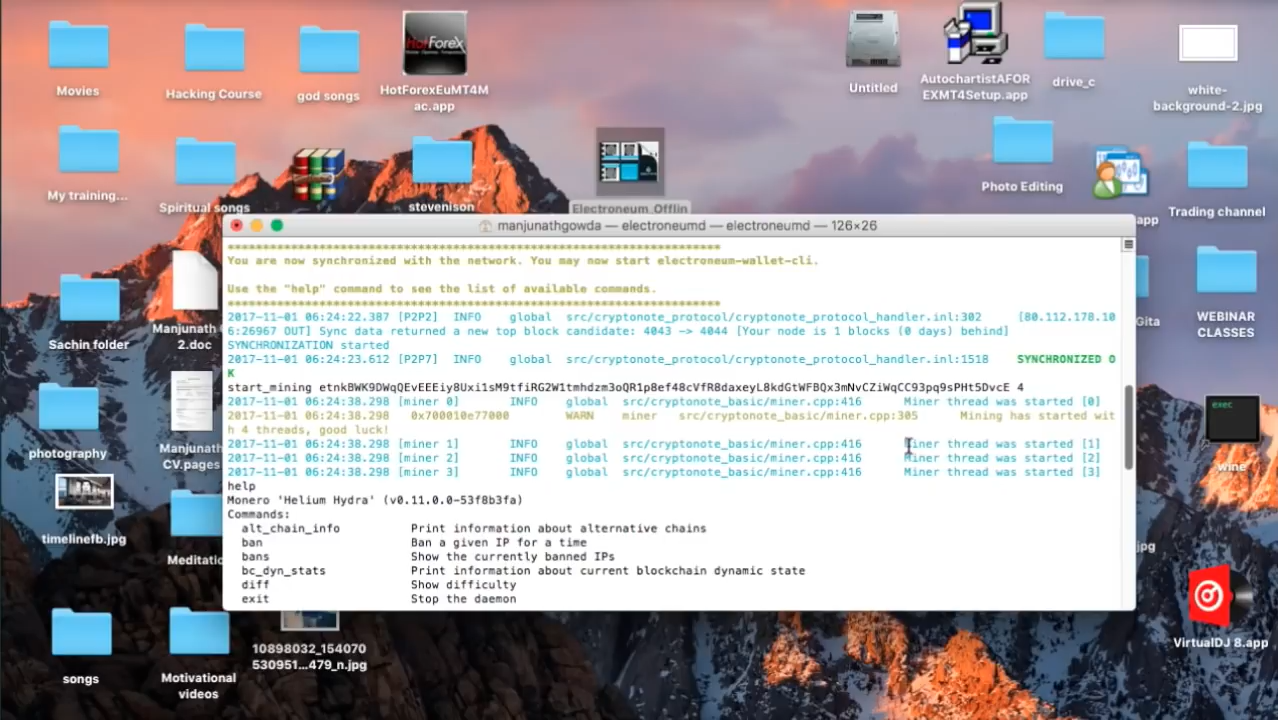 HotForex
Movies
Hacking Course
god songs
HotForexEuMT4M
ac.app
Untitled
AutochartistAFOR
EXMT4Setup.app
drive_c
white-
background-2.jpg
My training...
Spiritual songs
stevenison
Electroneum_Offlin
Photo Editing
app
Trading channel
manjunathgowda — electroneumd — electroneumd — 126×26
************************************************************************
You are now synchronized with the network. You may now start electroneum-wallet-cli.
Use the "help" command to see the list of available commands.
************************************************************************
2017-11-01 06:24:22.387 [P2P2] INFO global src/cryptonote_protocol/cryptonote_protocol_handler.inl:302 [80.112.178.10
6:26967 OUT] Sync data returned a new top block candidate: 4043 -> 4044 [Your node is 1 blocks (0 days) behind]
SYNCHRONIZATION started
2017-11-01 06:24:23.612 [P2P7] INFO global src/cryptonote_protocol/cryptonote_protocol_handler.inl:1518 SYNCHRONIZED O
K
start_mining etnkBWK9DWqQEvEEEiy8Uxi1sM9tfiRG2W1tmhdzm3oQR1p8ef48cVfR8daxeyL8kdGtWFBQx3mNvCZiWqCC93pq9sPHt5DvcE 4
2017-11-01 06:24:38.298 [miner 0] INFO global src/cryptonote_basic/miner.cpp:416 Miner thread was started [0]
2017-11-01 06:24:38.298 0x700010e77000 WARN miner src/cryptonote_basic/miner.cpp:305 Mining has started wit
h 4 threads, good luck!
2017-11-01 06:24:38.298 [miner 1] INFO global src/cryptonote_basic/miner.cpp:416 Miner thread was started [1]
2017-11-01 06:24:38.298 [miner 2] INFO global src/cryptonote_basic/miner.cpp:416 Miner thread was started [2]
2017-11-01 06:24:38.298 [miner 3] INFO global src/cryptonote_basic/miner.cpp:416 Miner thread was started [3]
help
Monero 'Helium Hydra' (v0.11.0.0-53f8b3fa)
Commands:
alt_chain_info Print information about alternative chains
ban Ban a given IP for a time
bans Show the currently banned IPs
bc_dyn_stats Print information about current blockchain dynamic state
diff Show difficulty
exit Stop the daemon
Sachin folder
Manjunath
2.doc
Gita
WEBINAR
CLASSES
photography
Manjunath
CV.pages
exec
wine
timelinefb.jpg
Meditatio
jpg
songs
Motivational
videos
10898032_154070
530951...479_n.jpg
VirtualDJ 8.app